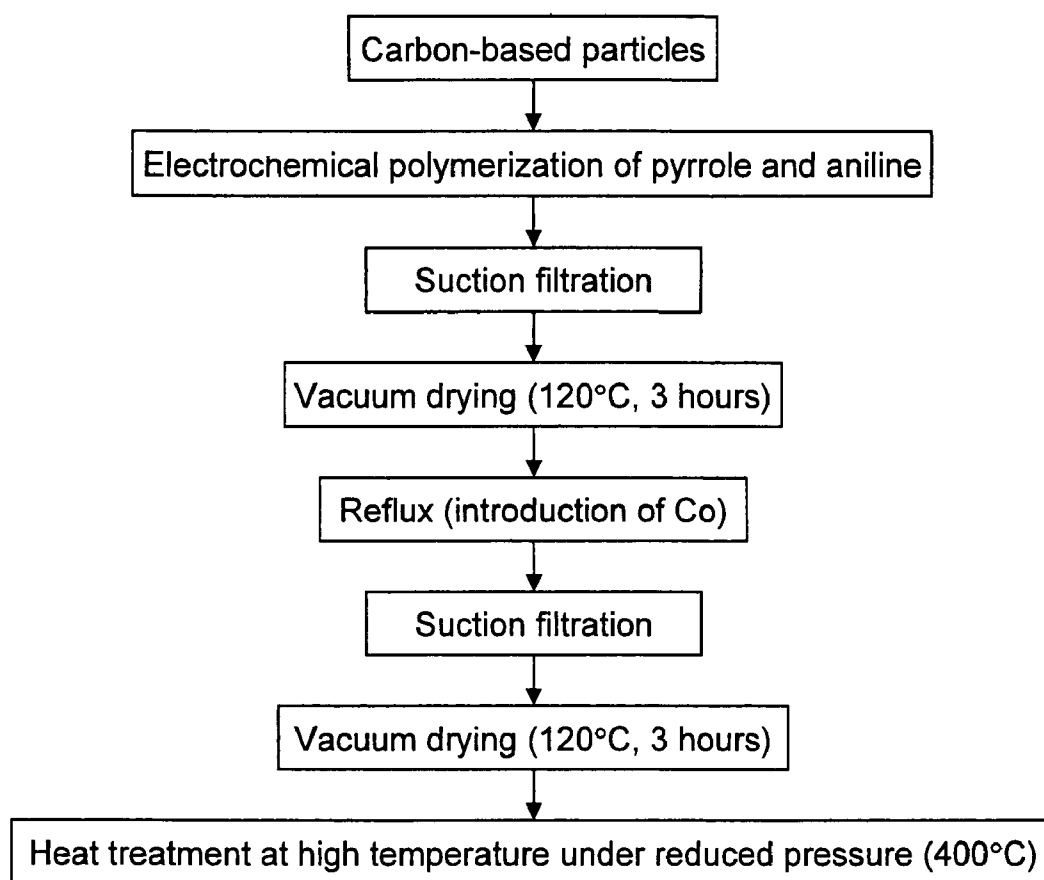 Carbon-based particles
Electrochemical polymerization of pyrrole and aniline
Suction filtration
Vacuum drying (120°C, 3 hours)
Reflux (introduction of Co)
Suction filtration
Vacuum drying (120°C, 3 hours)
Heat treatment at high temperature under reduced pressure (400°C)